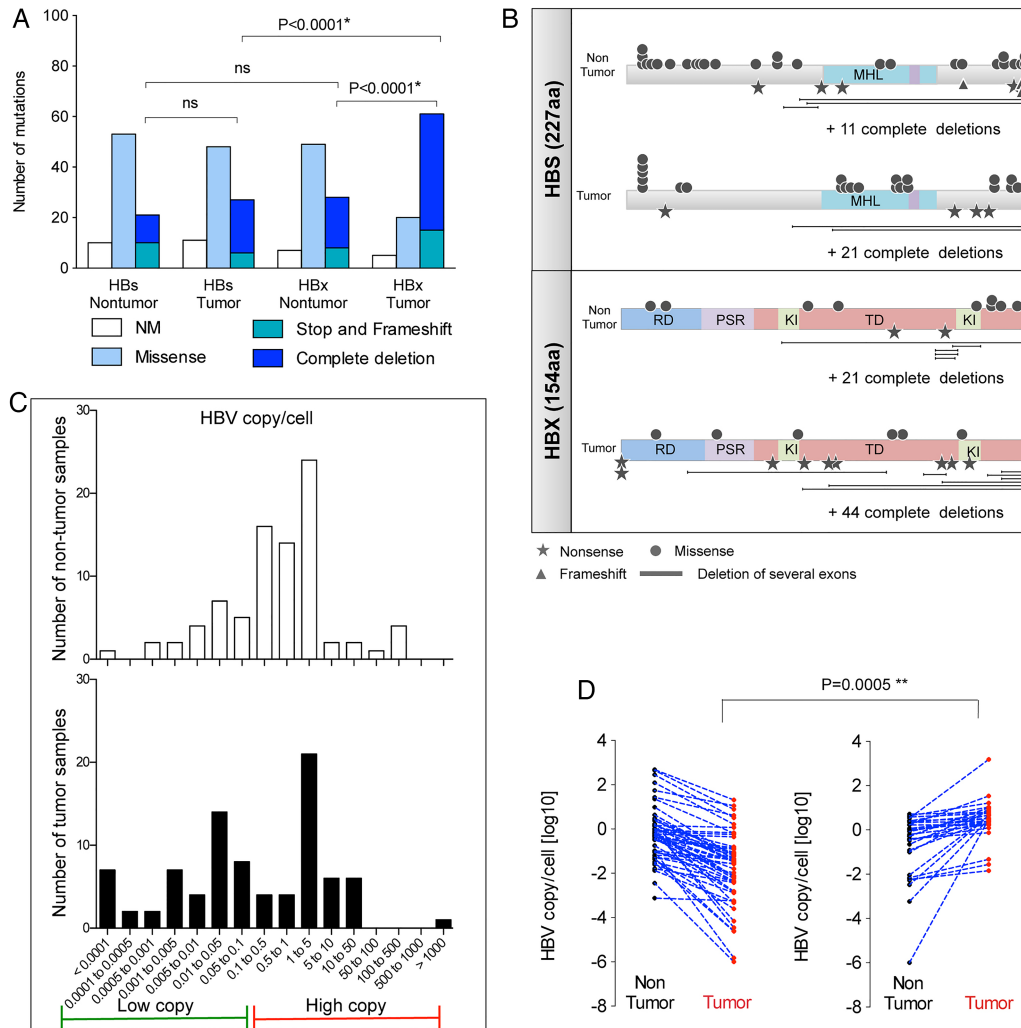 A
Number of mutations
100
80
60
40
20
0
P<0.0001*
ns
P<0.0001*
ns
HBs
Nontumor
HBs
Tumor
HBx
Nontumor
HBx
Tumor
NM
Stop and Frameshift
Missense
Complete deletion
B
HBS (227aa)
Non
Tumor
MHL
+ 11 complete deletions
Tumor
MHL
+ 21 complete deletions
HBX (154aa)
Non
Tumor
RD PSR KI TD KI
+ 21 complete deletions
Tumor
RD PSR KI TD KI
+ 44 complete deletions
Nonsense Missense
Frameshift Deletion of several exons
C
HBV copy/cell
Number of non-tumor samples
30
20
10
0
Number of tumor samples
30
20
10
0
< 0.0001
0.0001 to 0.0005
0.0005 to 0.001
0.001 to 0.005
0.005 to 0.01
0.01 to 0.05
0.05 to 0.1
0.1 to 0.5
0.5 to 1
1 to 5
5 to 10
10 to 50
50 to 100
100 to 500
500 to 1000
> 1000
Low copy High copy
D
P=0.0005 **
HBV copy/cell [log10]
4
2
0
-2
-4
-6
-8
Non
Tumor
Tumor
HBV copy/cell [log10]
4
2
0
-2
-4
-6
-8
Non
Tumor
Tumor